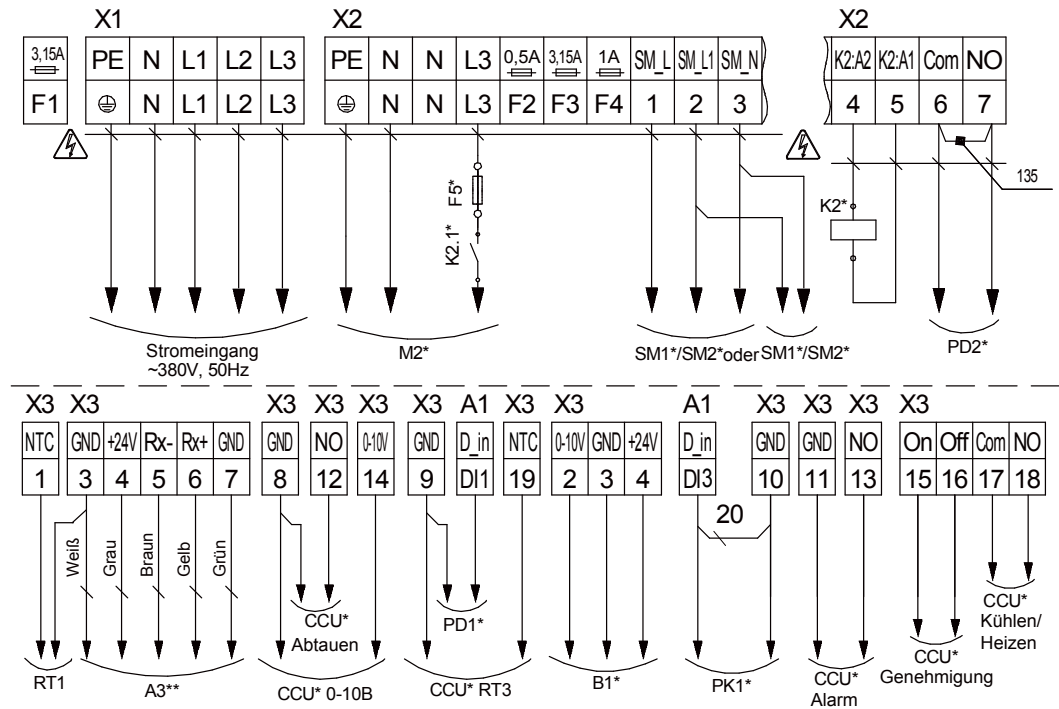 X1 X2 X2
3,15A PE N L1 L2 L3 PE N N L3 0,5A 3,15A 1A SM_L SM_L1 SM_N K2:A2 K2:A1 Com NO
F1 N L1 L2 L3 N N L3 F2 F3 F4 1 2 3 4 5 6 7
135
F5*
K2.1*
K2*
Stromeingang
~380V, 50Hz
M2*
SM1*/SM2*oder SM1*/SM2*
PD2*
X3 X3 X3 X3 X3 X3 A1 X3 X3 A1 X3 X3 X3 X3
NTC GND +24V Rx- Rx+ GND GND NO 0-10V GND D_in NTC 0-10V GND +24V D_in GND GND NO On Off Com NO
1 3 4 5 6 7 8 12 14 9 DI1 19 2 3 4 DI3 10 11 13 15 16 17 18
20
Weiß
Grau
Braun
Gelb
Grün
CCU*
Abtauen
PD1*
CCU*
Kühlen/
Heizen
RT1
A3**
CCU* 0-10B
CCU* RT3
B1*
PK1*
CCU*
Alarm
CCU*
Genehmigung